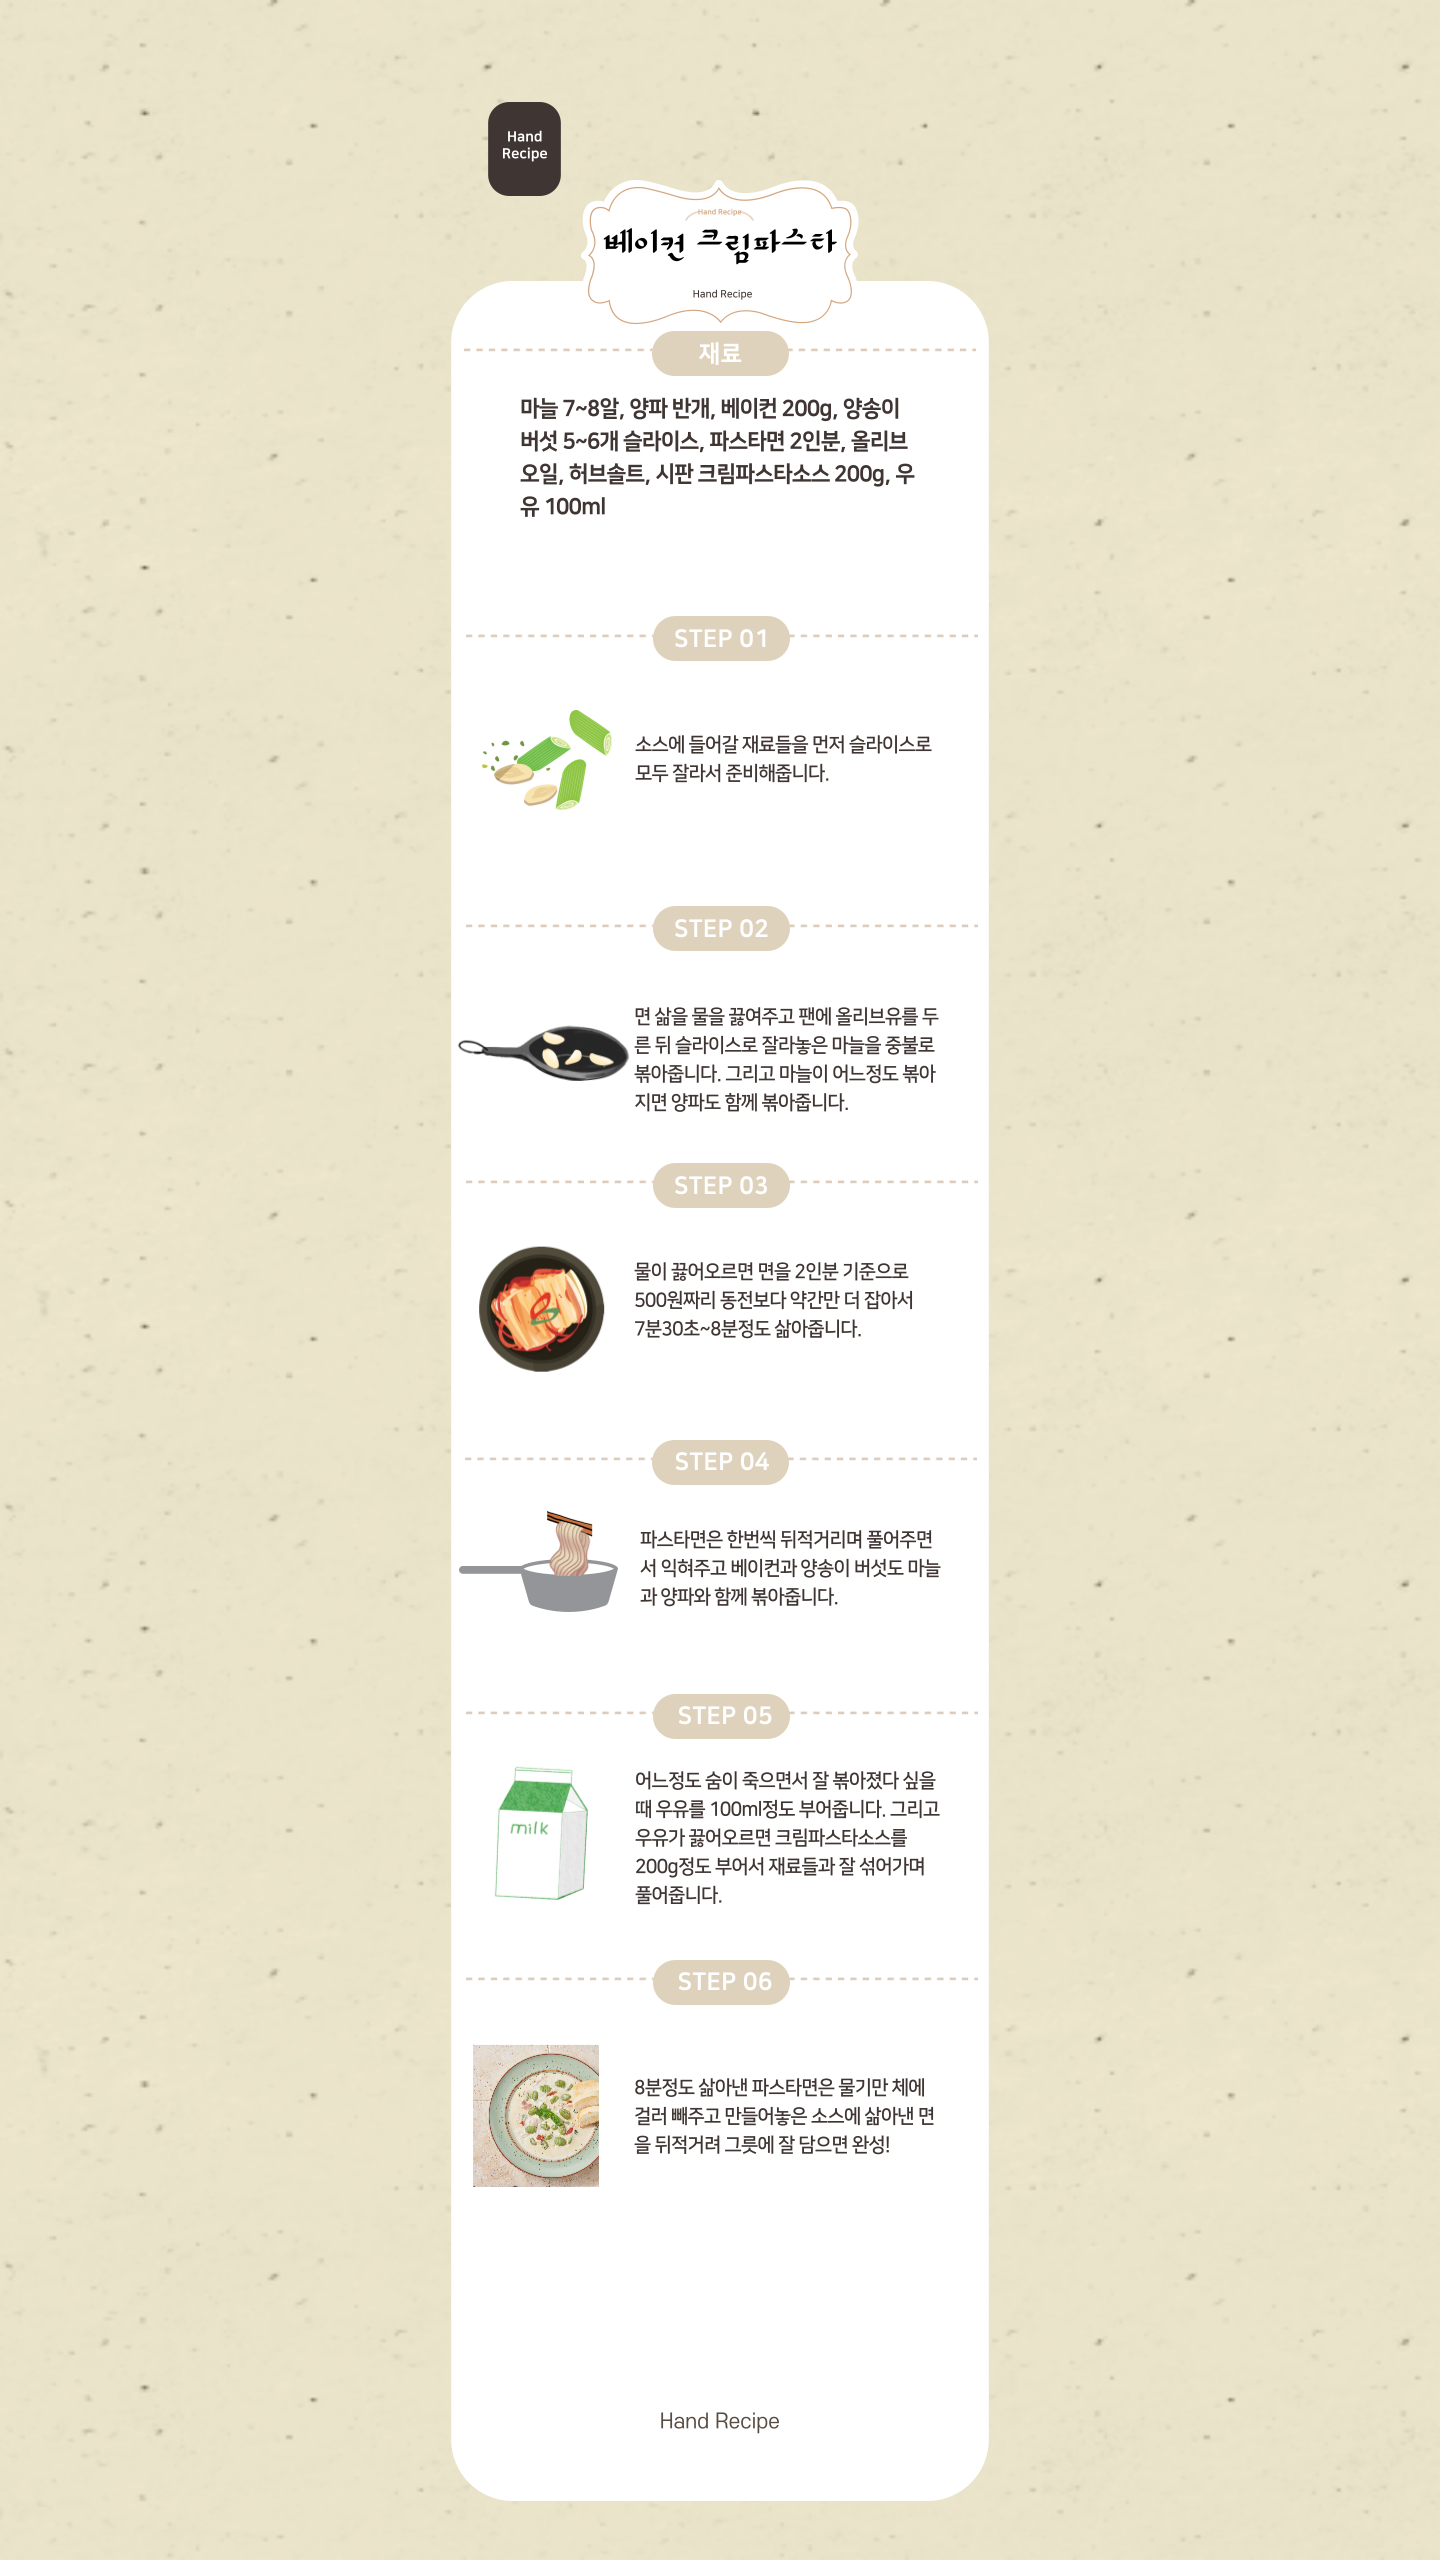 Hand
Recipe
Hand Recipe
베이컨 크림파스타
Hand Recipe
재료
마늘 7~8알, 양파 반개, 베이컨 200g, 양송이
버섯 5~6개 슬라이스, 파스타면 2인분, 올리브
오일, 허브솔트, 시판 크림파스타소스 200g, 우
유 100ml
STEP 01
소스에 들어갈 재료들을 먼저 슬라이스로
모두 잘라서 준비해줍니다.
STEP 02
면 삶을 물을 끓여주고 팬에 올리브유를 두
른 뒤 슬라이스로 잘라놓은 마늘을 중불로
볶아줍니다. 그리고 마늘이 어느정도 볶아
지면 양파도 함께 볶아줍니다.
STEP 03
물이 끓어오르면 면을 2인분 기준으로
500원짜리 동전보다 약간만 더 잡아서
7분30초~8분정도 삶아줍니다.
STEP 04
파스타면은 한번씩 뒤적거리며 풀어주면
서 익혀주고 베이컨과 양송이 버섯도 마늘
과 양파와 함께 볶아줍니다.
STEP 05
어느정도 숨이 죽으면서 잘 볶아졌다 싶을
때 우유를 100ml정도 부어줍니다. 그리고
우유가 끓어오르면 크림파스타소스를
200g정도 부어서 재료들과 잘 섞어가며
풀어줍니다.
milk
STEP 06
8분정도 삶아낸 파스타면은 물기만 체에
걸러 빼주고 만들어놓은 소스에 삶아낸 면
을 뒤적거려 그릇에 잘 담으면 완성!
Hand Recipe